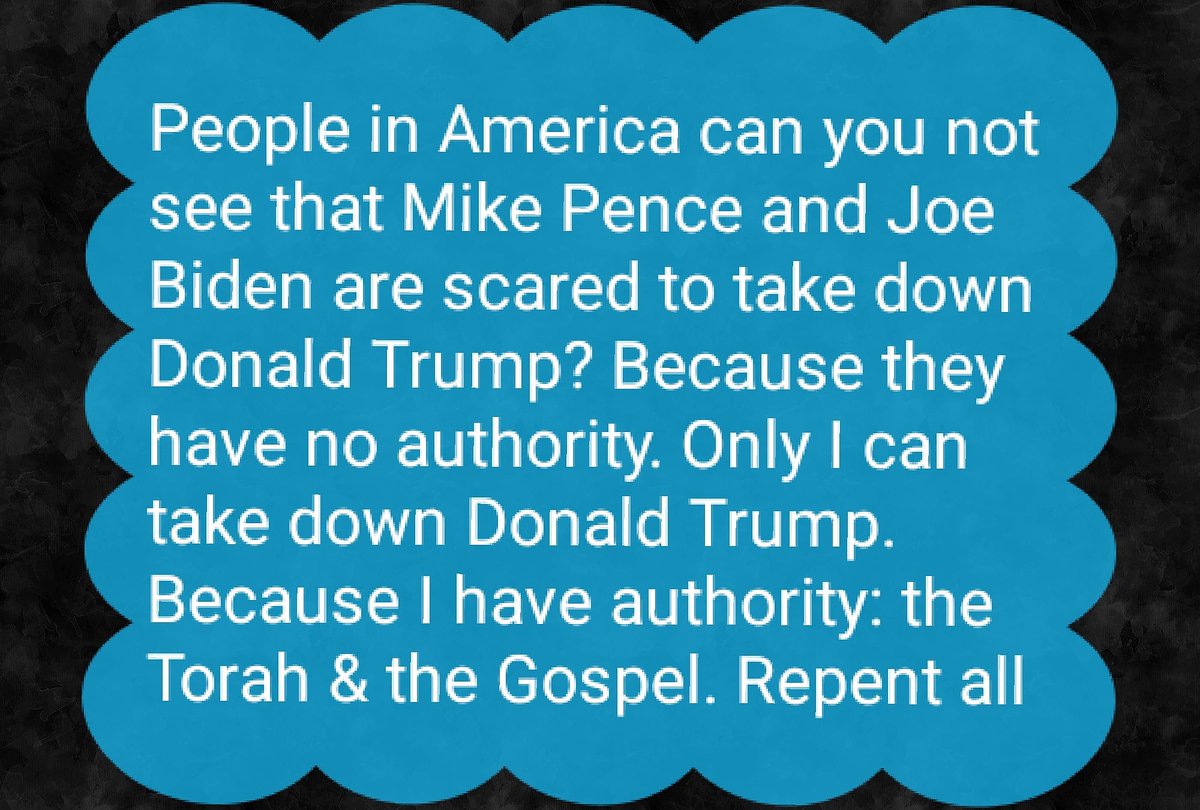 People in America can you not
see that Mike Pence and Joe
Biden are scared to take down
Donald Trump? Because they
have no authority. Only I can
take down Donald Trump.
Because I have authority: the
Torah & the Gospel. Repent all